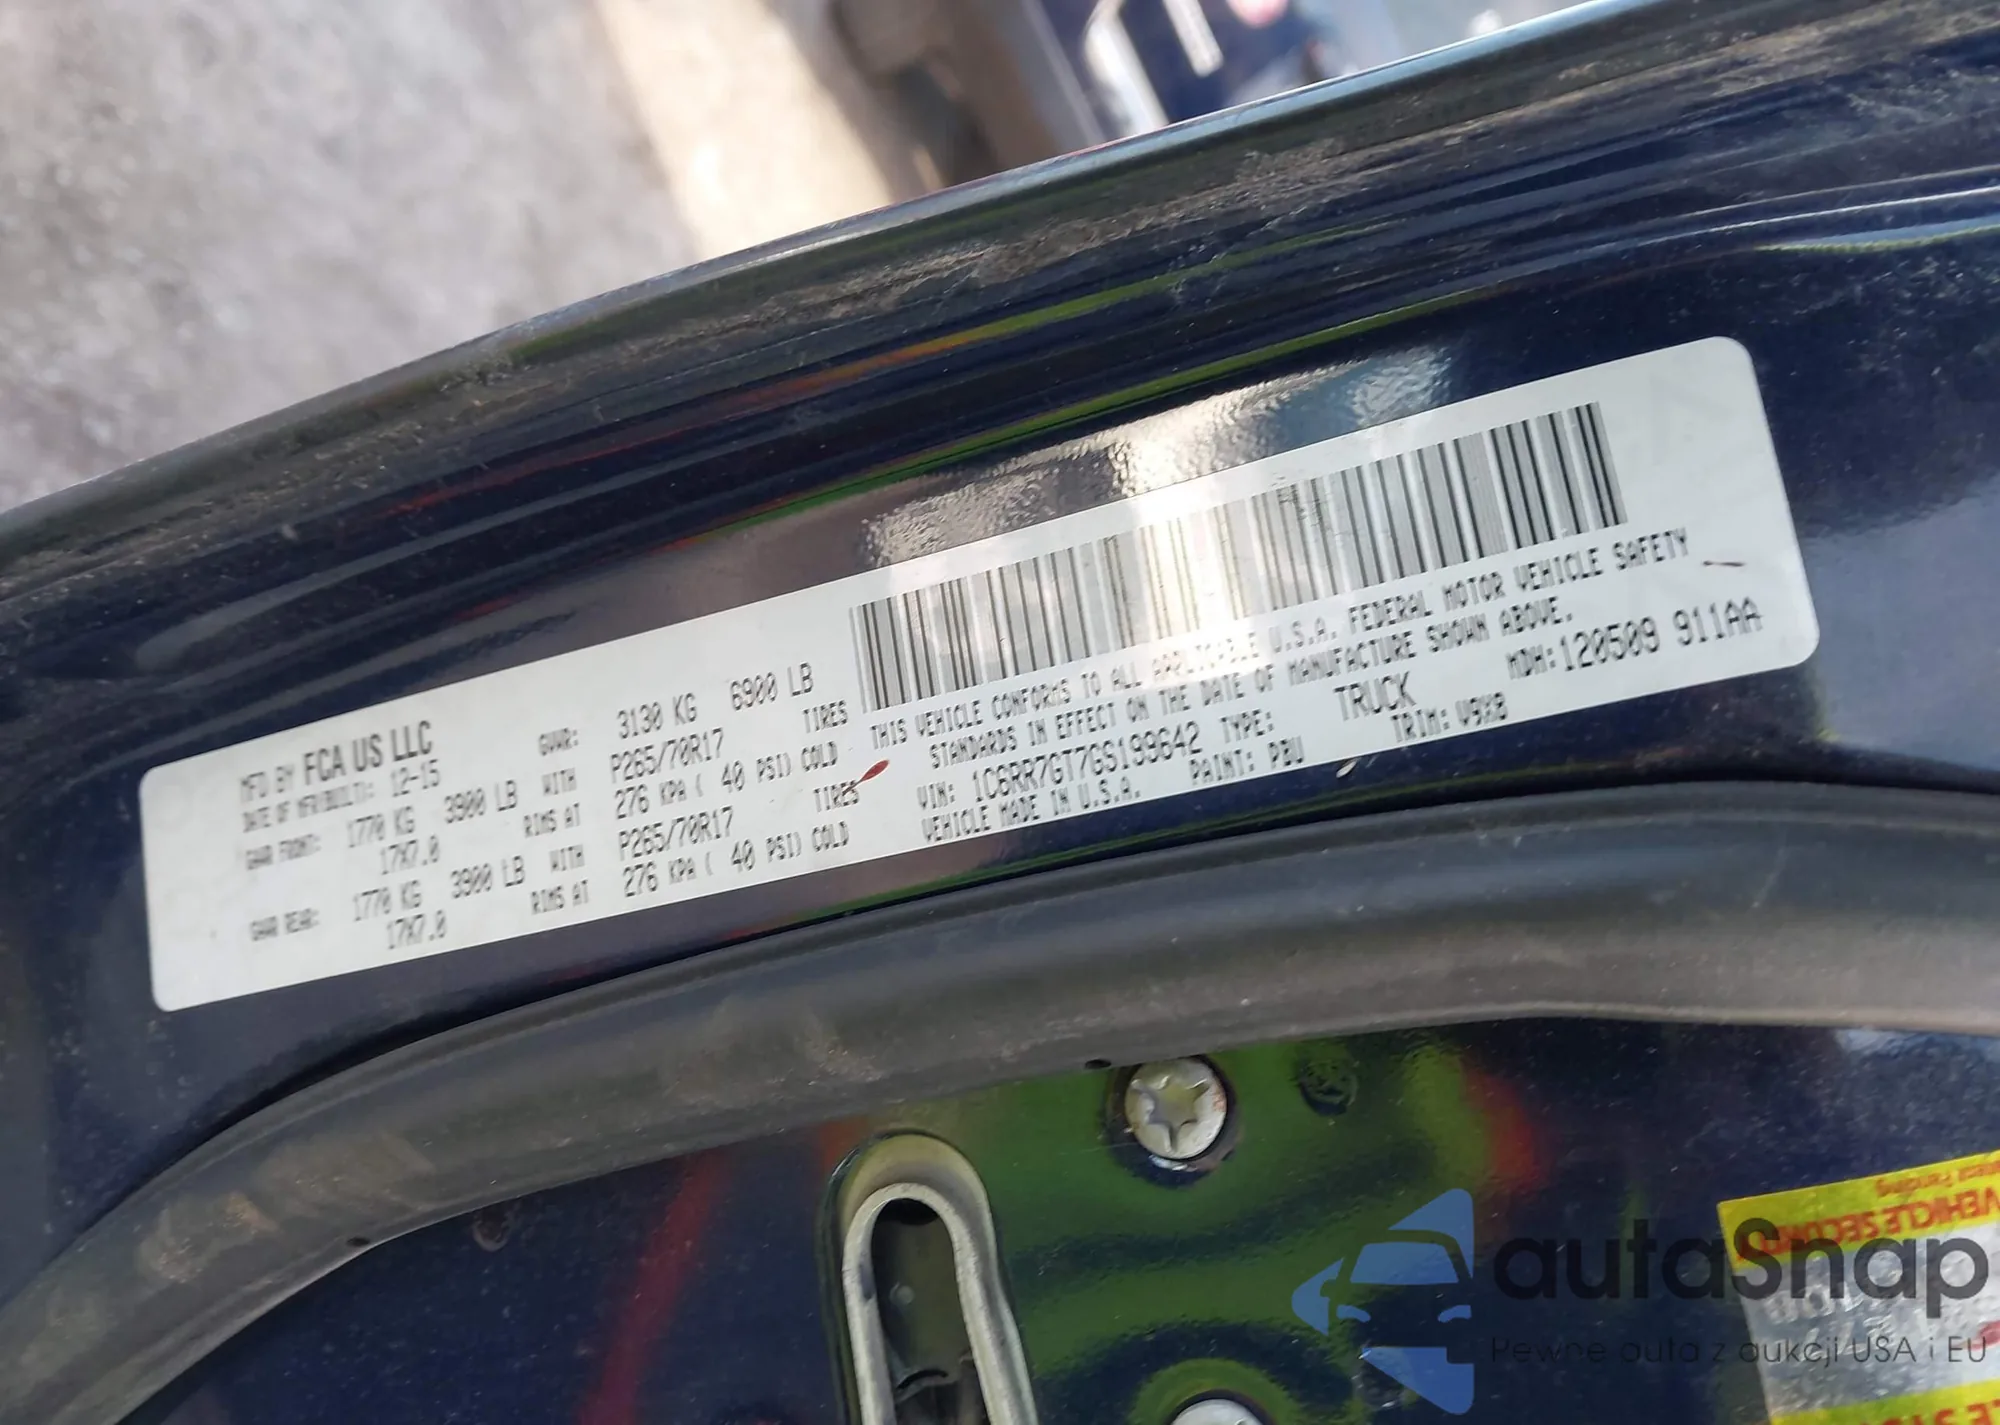 MFD BY FCA US LLC
DATE OF MFR(BUILT): 12-15
GVWR: 3130 KG 6900 LB
GAWR FRONT: 1770 KG 3900 LB WITH P265/70R17 TIRES
17X7.0 RIMS AT 276 KPA ( 40 PSI) COLD
GAWR REAR: 1770 KG 3900 LB WITH P265/70R17 TIRES
17X7.0 RIMS AT 276 KPA ( 40 PSI) COLD
THIS VEHICLE CONFORMS TO ALL APPLICABLE U.S.A. FEDERAL MOTOR VEHICLE SAFETY
STANDARDS IN EFFECT ON THE DATE OF MANUFACTURE SHOWN ABOVE.
VIN: 1C6RR7GT7GS199642 TYPE: TRUCK MDH: 120509 911AA
VEHICLE MADE IN U.S.A. PAINT: PBU TRIM: V9X8
VEHICLE SECUR
autaSnap
Pewne auta z aukcji USA i EU